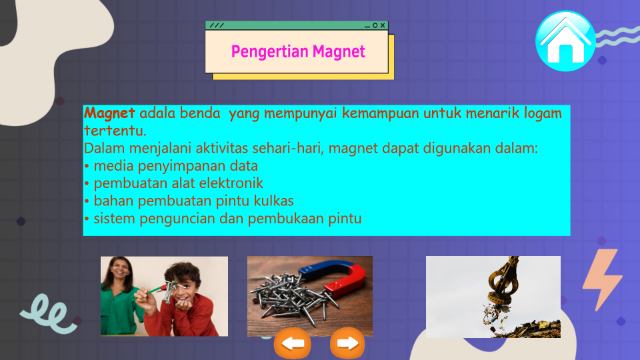 Pengertian Magnet
Magnet adala benda yang mempunyai kemampuan untuk menarik logam
tertentu.
Dalam menjalani aktivitas sehari-hari, magnet dapat digunakan dalam:
• media penyimpanan data
• pembuatan alat elektronik
• bahan pembuatan pintu kulkas
• sistem penguncian dan pembukaan pintu